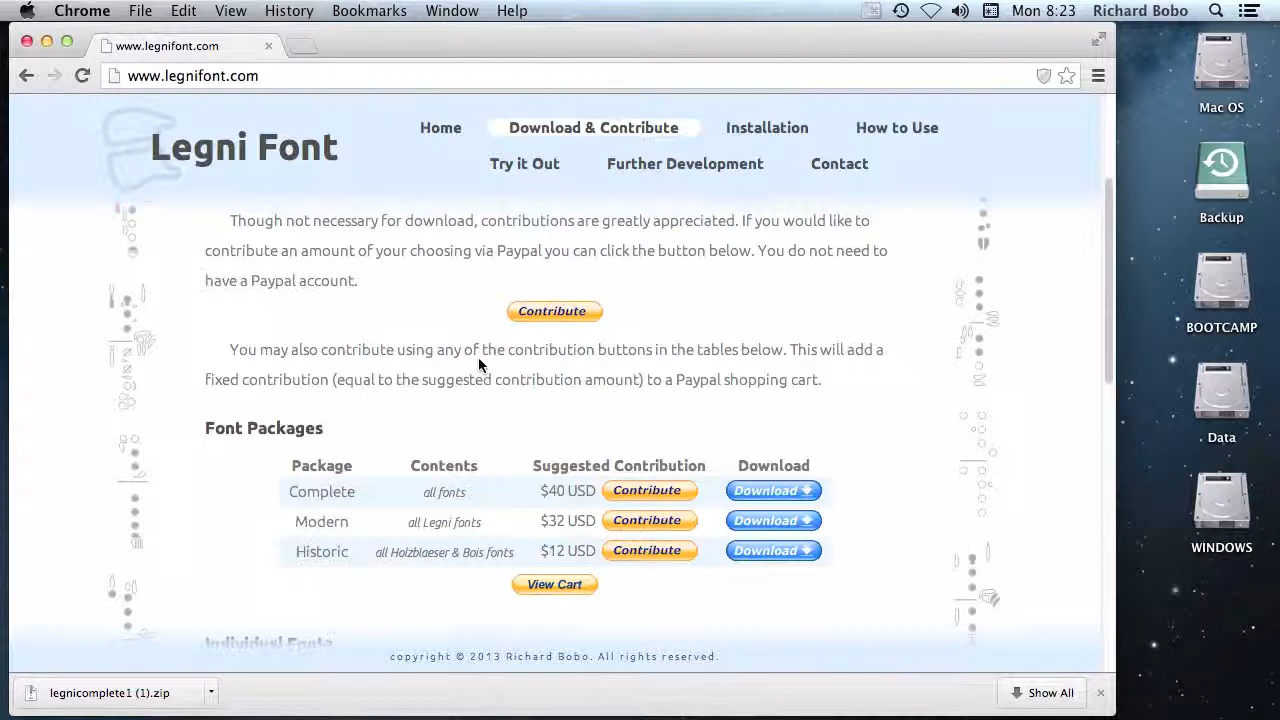 Chrome File Edit View History Bookmarks Window Help Mon 8:23 Richard Bobo
www.legnifont.com
www.legnifont.com
Legni Font
Home Download & Contribute Installation How to Use
Try it Out Further Development Contact
Though not necessary for download, contributions are greatly appreciated. If you would like to
contribute an amount of your choosing via Paypal you can click the button below. You do not need to
have a Paypal account.
Contribute
You may also contribute using any of the contribution buttons in the tables below. This will add a
fixed contribution (equal to the suggested contribution amount) to a Paypal shopping cart.
Font Packages
Package Contents Suggested Contribution Download
Complete all fonts $40 USD Contribute Download
Modern all Legni fonts $32 USD Contribute Download
Historic all Holzblaeser & Bois fonts $12 USD Contribute Download
View Cart
Individual Fonts
copyright © 2013 Richard Bobo. All rights reserved.
legnicomplete1 (1).zip Show All
Mac OS
Backup
BOOTCAMP
Data
WINDOWS